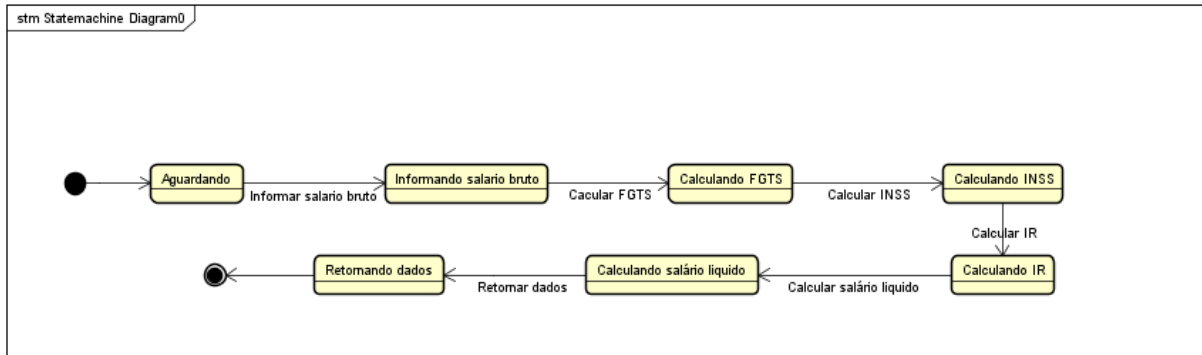 stm Statemachine Diagram0
Aguardando
Informar salario bruto
Informando salario bruto
Cacular FGTS
Calculando FGTS
Calcular INSS
Calculando INSS
Calcular IR
Calculando IR
Calcular salário liquido
Calculando salário liquido
Retornar dados
Retornando dados